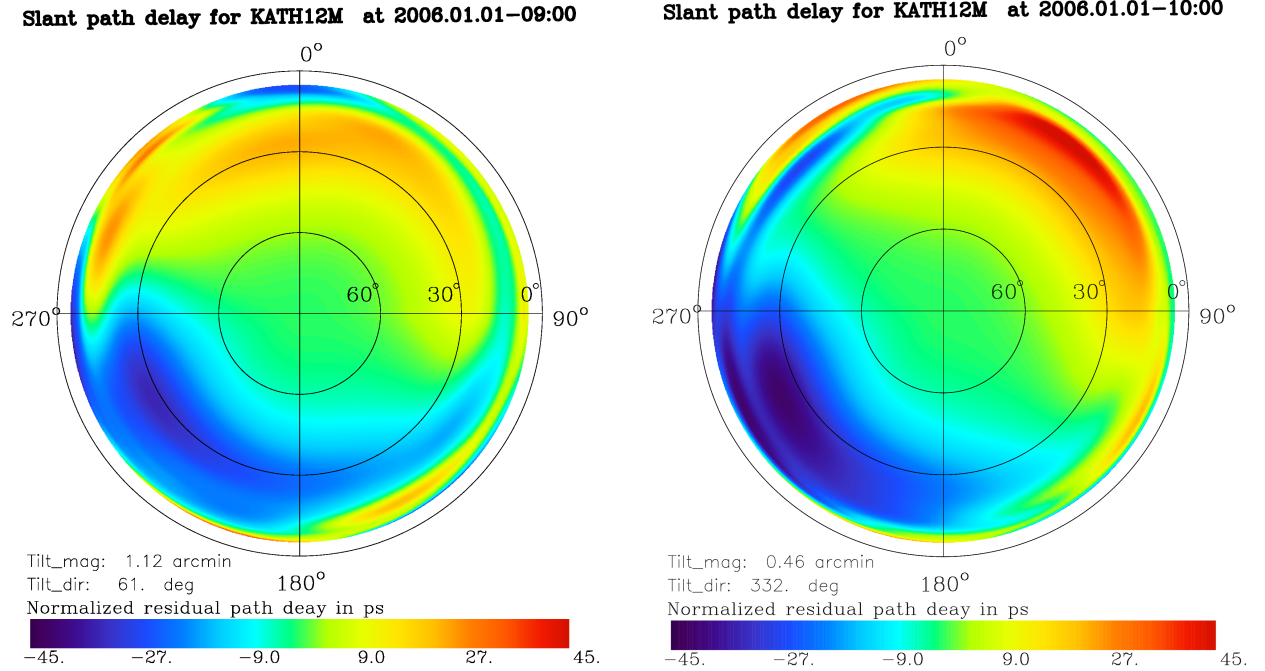 Slant path delay for KATH12M at 2006.01.01-09:00
0°
60° 30° 0°
270° 90°
Tilt_mag: 1.12 arcmin
Tilt_dir: 61. deg
180°
Normalized residual path deay in ps
-45. -27. -9.0 9.0 27. 45.
Slant path delay for KATH12M at 2006.01.01-10:00
0°
60° 30° 0°
270° 90°
Tilt_mag: 0.46 arcmin
Tilt_dir: 332. deg
180°
Normalized residual path deay in ps
-45. -27. -9.0 9.0 27. 45.